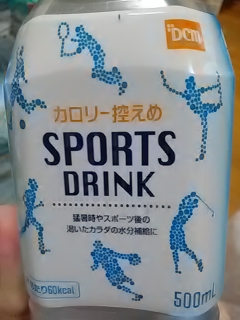 DCM
カロリー控えめ
SPORTS
DRINK
猛暑時やスポーツ後の
渇いたカラダの水分補給に
60kcal
500mL